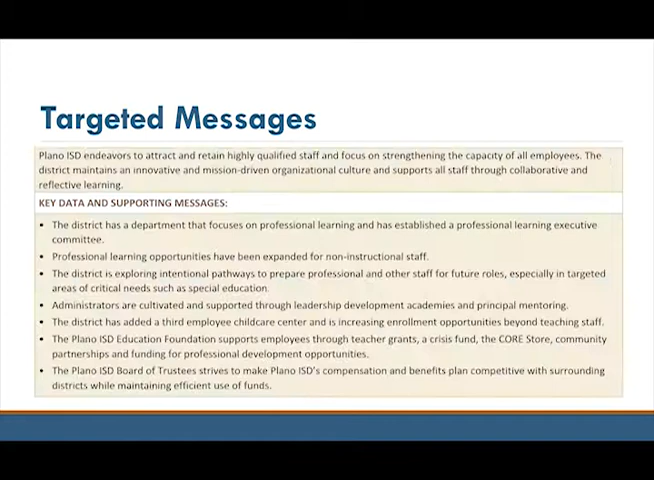 Targeted Messages
Plano ISD endeavors to attract and retain highly qualified staff and focus on strengthening the capacity of all employees. The
district maintains an innovative and mission-driven organizational culture and supports all staff through collaborative and
reflective learning.
KEY DATA AND SUPPORTING MESSAGES:
• The district has a department that focuses on professional learning and has established a professional learning executive
committee.
• Professional learning opportunities have been expanded for non-instructional staff.
• The district is exploring intentional pathways to prepare professional and other staff for future roles, especially in targeted
areas of critical needs such as special education.
• Administrators are cultivated and supported through leadership development academies and principal mentoring.
• The district has added a third employee childcare center and is increasing enrollment opportunities beyond teaching staff.
• The Plano ISD Education Foundation supports employees through teacher grants, a crisis fund, the CORE Store, community
partnerships and funding for professional development opportunities.
• The Plano ISD Board of Trustees strives to make Plano ISD's compensation and benefits plan competitive with surrounding
districts while maintaining efficient use of funds.